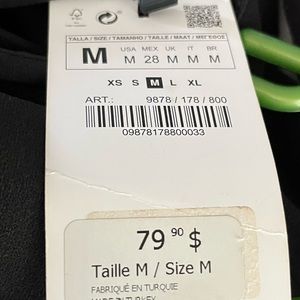 TALLA / SIZE / TAMANHO / TAILLE / MAAT / ΜΕΓΕΘΟΣ
M USA MEX UK IT BR
M 28 M M M
XS S M L XL
ART.: 9878 / 178 / 800
09878178800033
79 90 $
Taille M / Size M
FABRIQUÉ EN TURQUIE